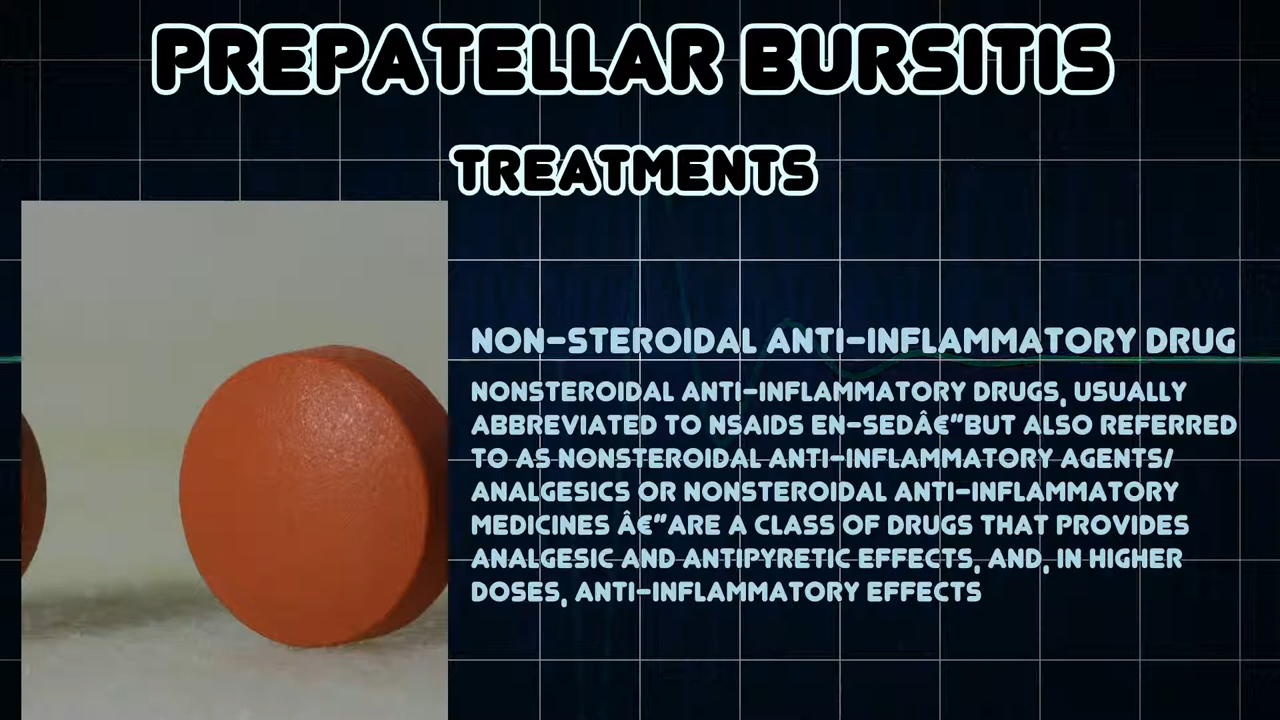 PREPATELLAR BURSITIS
TREATMENTS
NON-STEROIDAL ANTI-INFLAMMATORY DRUG
NONSTEROIDAL ANTI-INFLAMMATORY DRUGS, USUALLY
ABBREVIATED TO NSAIDS EN-SEDÂ€"BUT ALSO REFERRED
TO AS NONSTEROIDAL ANTI-INFLAMMATORY AGENTS/
ANALGESICS OR NONSTEROIDAL ANTI-INFLAMMATORY
MEDICINES Â€"ARE A CLASS OF DRUGS THAT PROVIDES
ANALGESIC AND ANTIPYRETIC EFFECTS, AND, IN HIGHER
DOSES, ANTI-INFLAMMATORY EFFECTS